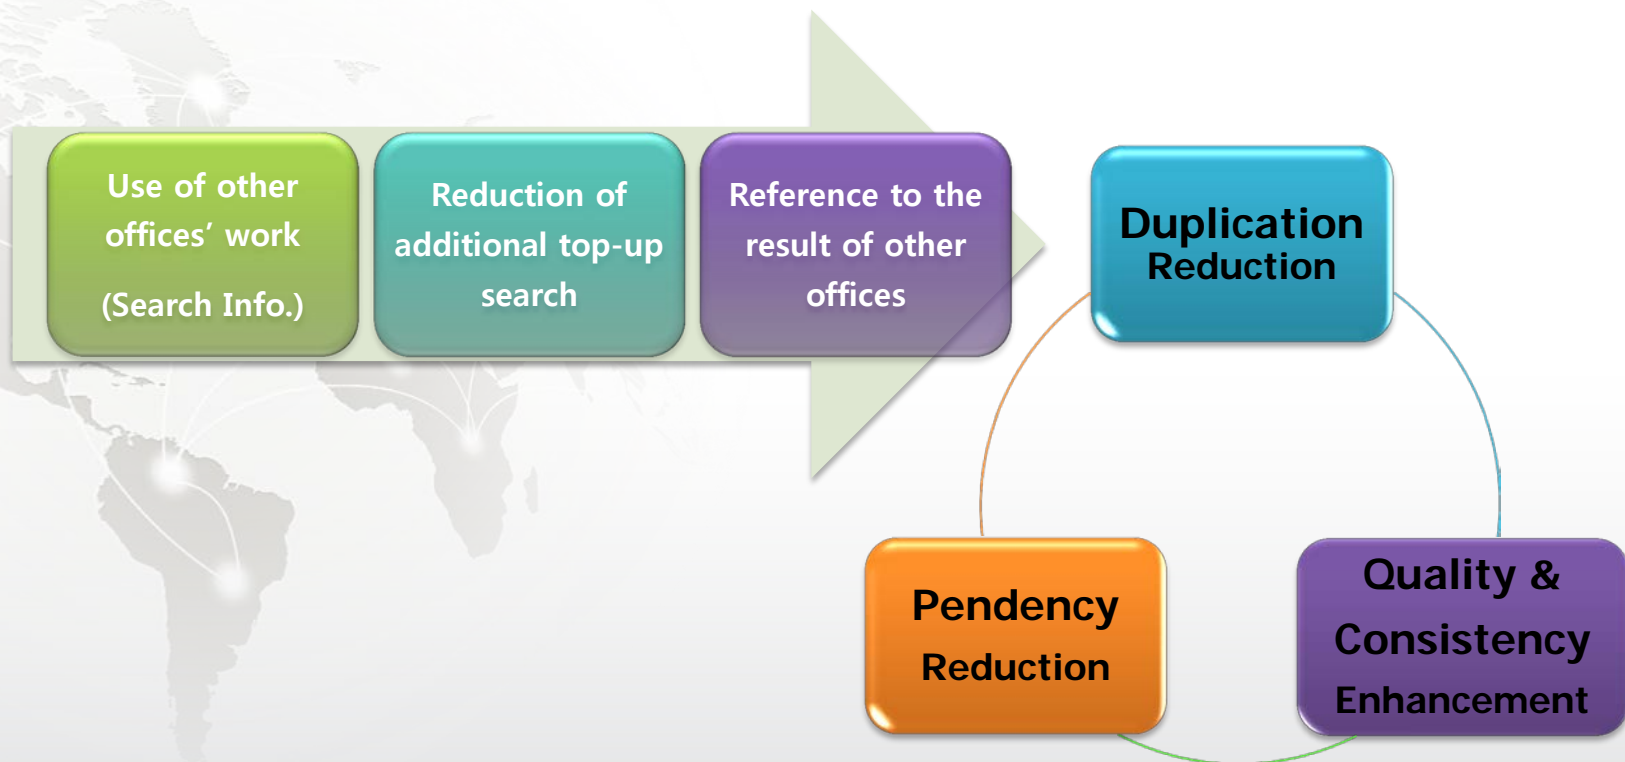 Use of other
offices’ work
(Search Info.)
Reduction of
additional top-up
search
Reference to the
result of other
offices
Duplication
Reduction
Pendency
Reduction
Quality &
Consistency
Enhancement